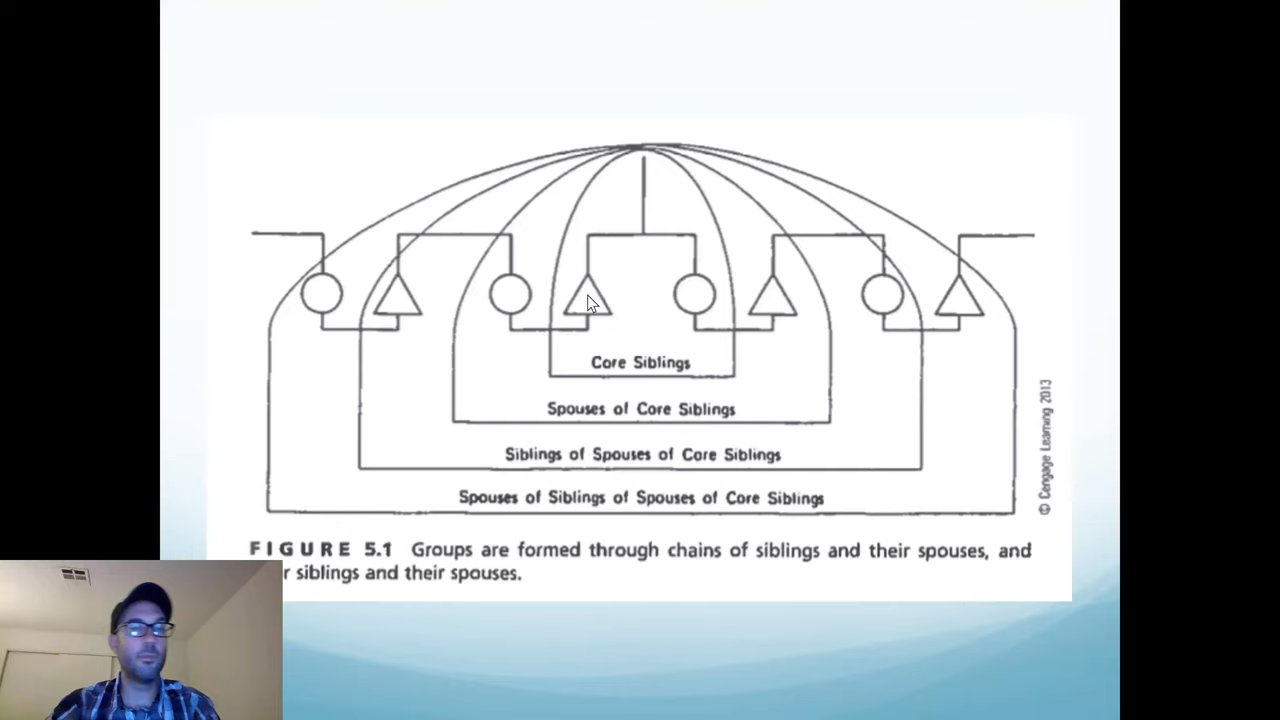 Core Siblings
Spouses of Core Siblings
Siblings of Spouses of Core Siblings
Spouses of Siblings of Spouses of Core Siblings
© Cengage Learning 2013
FIGURE 5.1 Groups are formed through chains of siblings and their spouses, and
siblings and their spouses.